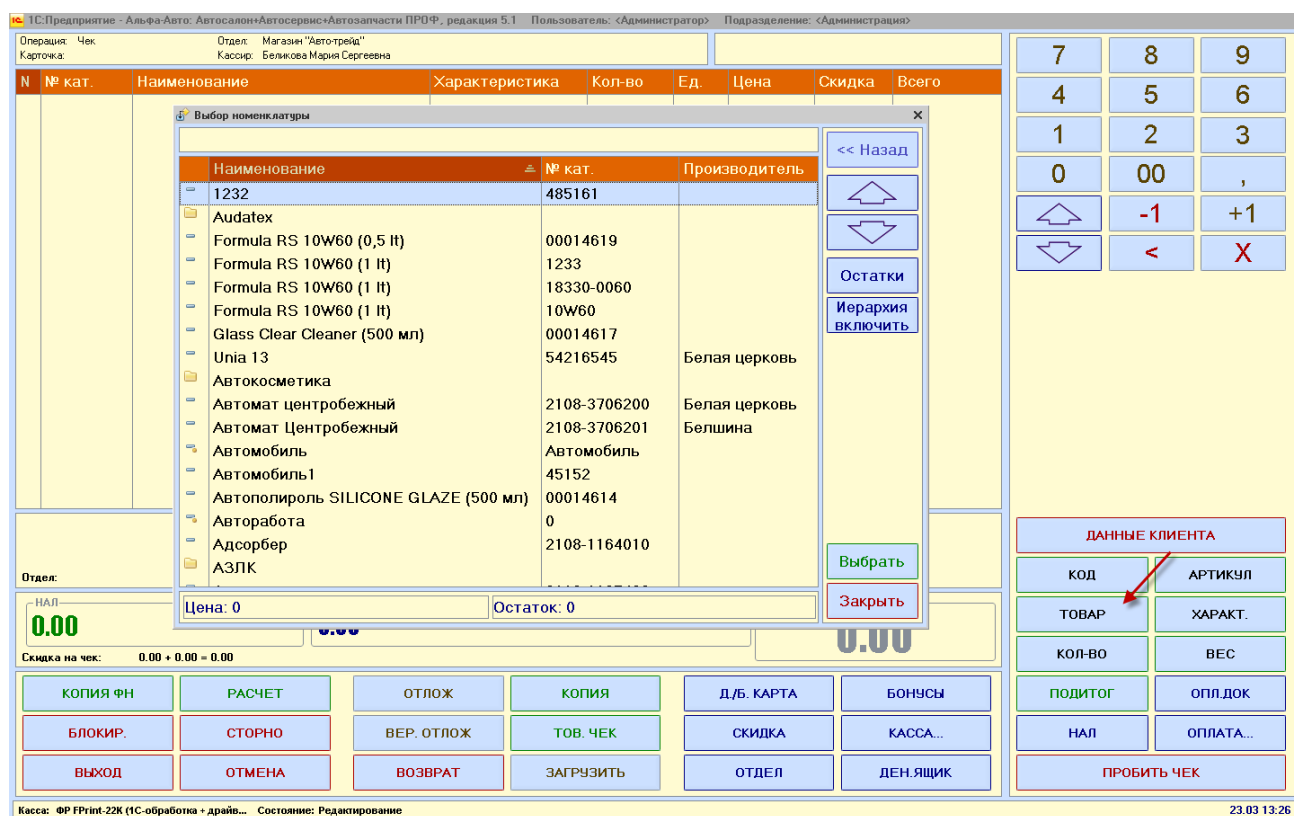 1С:Предприятие - Альфа-Авто: Автосалон+Автосервис+Автозапчасти ПРОФ, редакция 5.1 Пользователь: <Администратор> Подразделение: <Администрация>
Операция: Чек Отдел: Магазин "Авто-трейд"
Карточка: Кассир: Беликова Мария Сергеевна
N № кат. Наименование Характеристика Кол-во Ед. Цена Скидка Всего
Выбор номенклатуры x
Наименование № кат. Производитель
1232 485161
Audatex
Formula RS 10W60 (0,5 lt) 00014619
Formula RS 10W60 (1 lt) 1233
Formula RS 10W60 (1 lt) 18330-0060
Formula RS 10W60 (1 lt) 10W60
Glass Clear Cleaner (500 мл) 00014617
Unia 13 54216545 Белая церковь
Автокосметика
Автомат центробежный 2108-3706200 Белая церковь
Автомат Центробежный 2108-3706201 Белшина
Автомобиль Автомобиль
Автомобиль1 45152
Автополироль SILICONE GLAZE (500 мл) 00014614
Авторабота 0
Адсорбер 2108-1164010
АЗЛК
Цена: 0 Остаток: 0
<< Назад
Остатки
Иерархия
включить
Выбрать
Закрыть
7 8 9
4 5 6
1 2 3
0 00 ,
-1 +1
< X
Отдел:
НАЛ
0.00 0.00 0.00
Скидка на чек: 0.00 + 0.00 = 0.00
ДАННЫЕ КЛИЕНТА
КОД АРТИКУЛ
ТОВАР ХАРАКТ.
КОЛ-ВО ВЕС
ПОДИТОГ ОПЛ.ДОК
НАЛ ОПЛАТА...
ПРОБИТЬ ЧЕК
КОПИЯ ФН РАСЧЕТ ОТЛОЖ КОПИЯ Д./Б. КАРТА БОНУСЫ
БЛОКИР. СТОРНО ВЕР. ОТЛОЖ ТОВ. ЧЕК СКИДКА КАССА...
ВЫХОД ОТМЕНА ВОЗВРАТ ЗАГРУЗИТЬ ОТДЕЛ ДЕН.ЯЩИК
Касса: ФР FPrint-22К (1С-обработка + драйв... Состояние: Редактирование 23.03 13:26